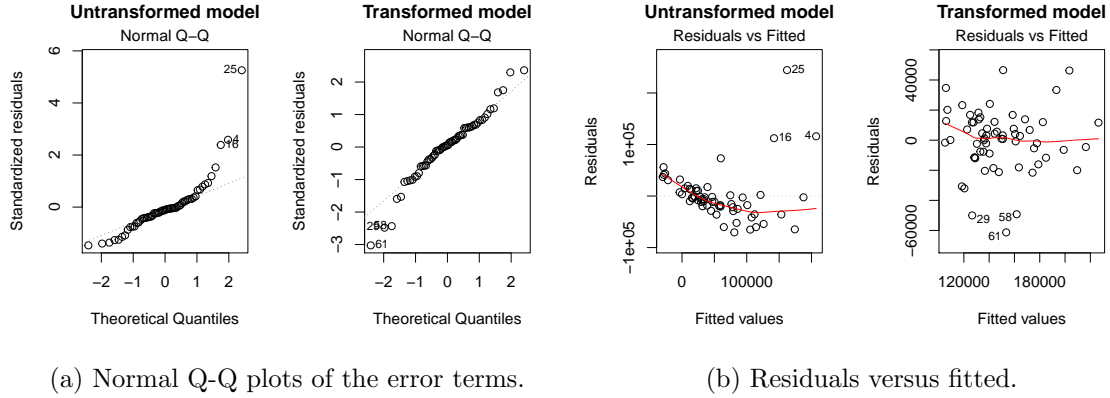 Untransformed model
Normal Q−Q
Standardized residuals
6
4
2
0
25
4
16
−2 −1 0 1 2
Theoretical Quantiles
Transformed model
Normal Q−Q
Standardized residuals
2
1
0
−1
−2
−3
58
61
−2 −1 0 1 2
Theoretical Quantiles
(a) Normal Q-Q plots of the error terms.
Untransformed model
Residuals vs Fitted
Residuals
1e+05
−1e+05
25
16
4
0 100000
Fitted values
Transformed model
Residuals vs Fitted
Residuals
40000
0
−60000
29
58
61
120000 180000
Fitted values
(b) Residuals versus fitted.